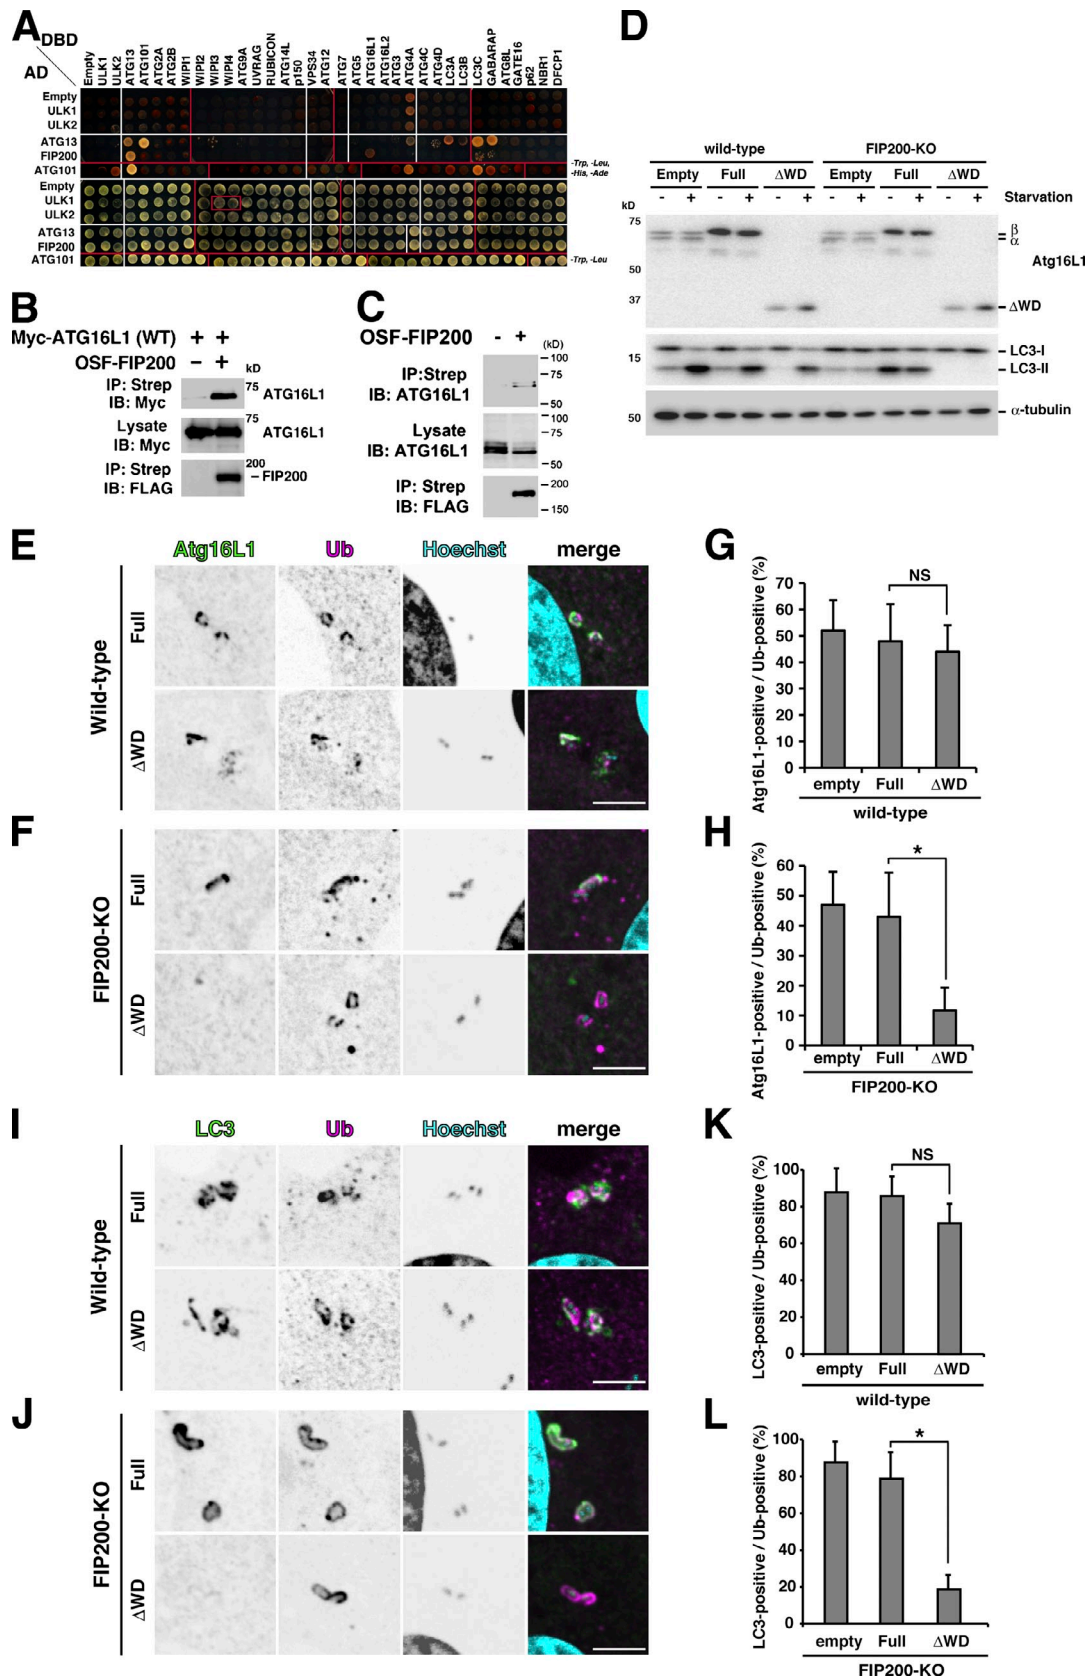 A
DBD
AD
Empty
ULK1
ULK2
ATG13
ATG101
ATG2A
ATG2B
WIPI1
WIPI2
WIPI3
WIPI4
ATG9A
UVRAG
RUBICON
ATG14L
p150
VPS34
ATG12
ATG7
ATG5
ATG16L1
ATG16L2
ATG3
ATG4A
ATG4C
ATG4D
LC3A
LC3B
LC3C
GABARAP
ATG8L
GATE16
p62
NBR1
DFCP1
Empty
ULK1
ULK2
ATG13
FIP200
ATG101
-Trp, -Leu,
-His, -Ade
Empty
ULK1
ULK2
ATG13
FIP200
ATG101
-Trp, -Leu
B
Myc-ATG16L1 (WT) + +
OSF-FIP200 − +
kD
IP: Strep
IB: Myc
75
ATG16L1
Lysate
IB: Myc
75
ATG16L1
IP: Strep
IB: FLAG
200
FIP200
C
OSF-FIP200 - +
(kD)
IP:Strep
IB: ATG16L1
100
75
50
Lysate
IB: ATG16L1
100
75
50
IP: Strep
IB: FLAG
200
150
D
wild-type FIP200-KO
Empty Full ΔWD Empty Full ΔWD
- + - + - + - + - + - + Starvation
kD
75
50
37
β
α
Atg16L1
ΔWD
15
LC3-I
LC3-II
50
α-tubulin
E
Atg16L1 Ub Hoechst merge
Wild-type
Full
ΔWD
F
FIP200-KO
Full
ΔWD
G
Atg16L1-positive / Ub-positive (%)
70
60
50
40
30
20
10
0
NS
empty Full ΔWD
wild-type
H
Atg16L1-positive / Ub-positive (%)
60
50
40
30
20
10
0
*
empty Full ΔWD
FIP200-KO
I
LC3 Ub Hoechst merge
Wild-type
Full
ΔWD
J
FIP200-KO
Full
ΔWD
K
LC3-positive / Ub-positive (%)
100
80
60
40
20
0
NS
empty Full ΔWD
wild-type
L
LC3-positive / Ub-positive (%)
100
80
60
40
20
0
*
empty Full ΔWD
FIP200-KO